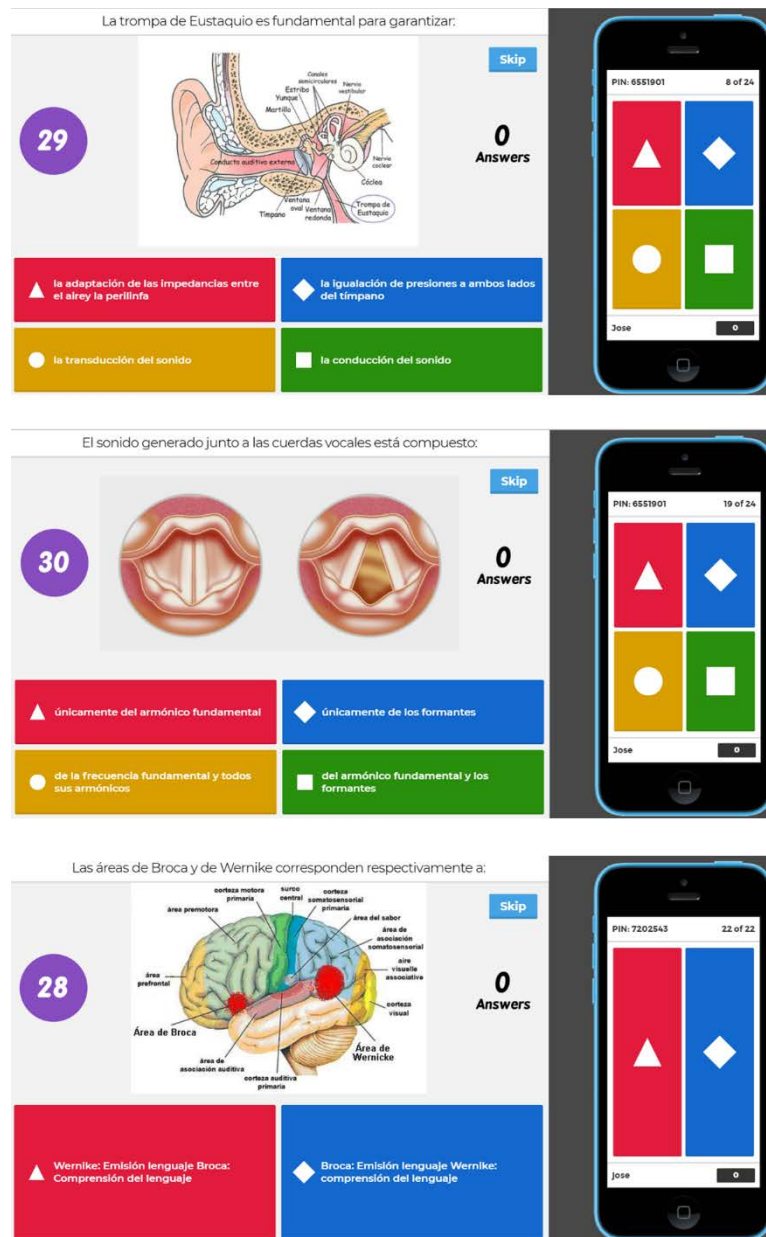 La trompa de Eustaquio es fundamental para garantizar:
Skip
29
Canales
semicirculares
Nervio
vestibular
Estribo
Yunque
Martillo
Conducto auditivo externo
Nervio
coclear
Cóclea
Ventana
oval
Ventana
redonda
Tímpano
Trompa de
Eustaquio
0
Answers
la adaptación de las impedancias entre
el airey la perilinfa
la igualación de presiones a ambos lados
del tímpano
la transducción del sonido
la conducción del sonido
PIN: 6551901 8 of 24
Jose 0
El sonido generado junto a las cuerdas vocales está compuesto:
Skip
30
0
Answers
únicamente del armónico fundamental
únicamente de los formantes
de la frecuencia fundamental y todos
sus armónicos
del armónico fundamental y los
formantes
PIN: 6551901 19 of 24
Jose 0
Las áreas de Broca y de Wernike corresponden respectivamente a:
Skip
28
corteza motora
primaria
surco
central
corteza
somatosensorial
primaria
área premotora
área del sabor
área de
asociación
somatosensorial
aire
visuelle
associative
área
prefrontal
corteza
visual
Área de Broca
Área de
Wernicke
área de
asociación auditiva
corteza auditiva
primaria
0
Answers
Wernike: Emisión lenguaje Broca:
Comprensión del lenguaje
Broca: Emisión lenguaje Wernike:
comprensión del lenguaje
PIN: 7202543 22 of 22
jose 0